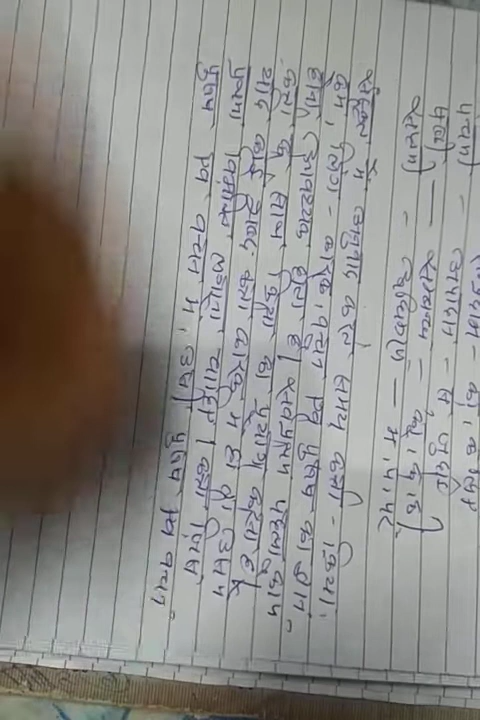 सम्प्रदान - को, के लिए
पञ्चमी - अपादान - से जुदाई
षष्ठी - सम्बन्ध - का, के, की
सप्तमी - अधिकरण - में, पे, पर
संस्कृत में अनुवाद करते समय कर्ता - क्रिया,
कर्म, लिंग - कारक, वचन एवं पुरुष का ज्ञान
होना आवश्यक होता है, सर्वप्रथम पहला काम
कर्ता के साथ क्रिया का प्रयोग करना है
यदि कोई शब्द कर्ता कारक में हो तो उसमें
प्रथमा विभक्ति लगाना चाहिए। कर्ता जिस
पुरुष एवं वचन में, उसी पुरुष एवं वचन